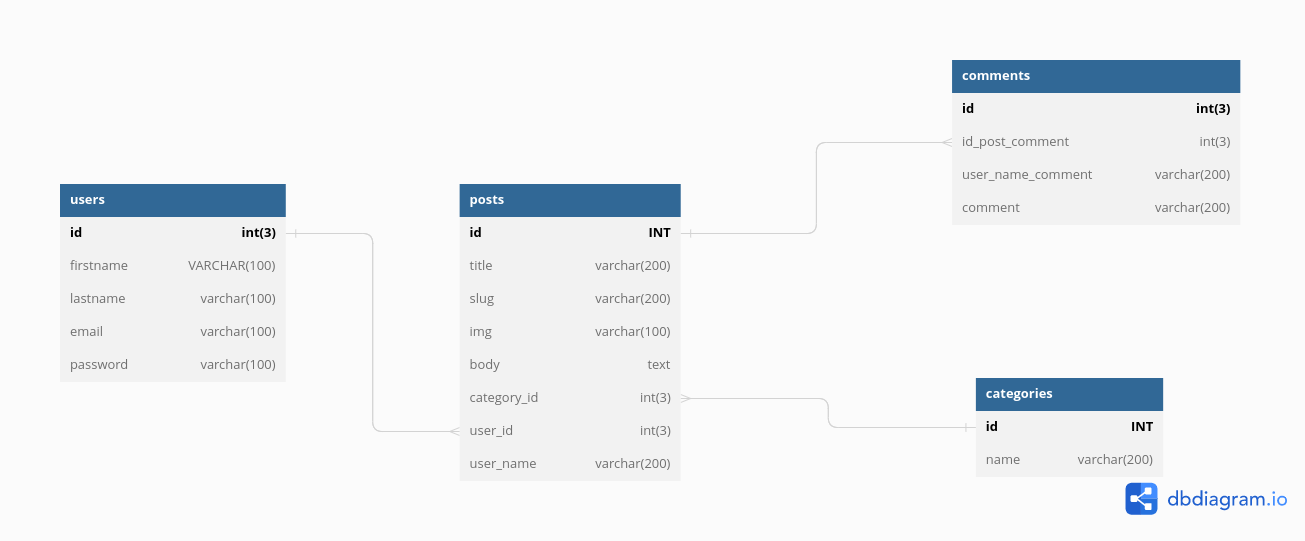 users
id int(3)
firstname VARCHAR(100)
lastname varchar(100)
email varchar(100)
password varchar(100)
posts
id INT
title varchar(200)
slug varchar(200)
img varchar(100)
body text
category_id int(3)
user_id int(3)
user_name varchar(200)
comments
id int(3)
id_post_comment int(3)
user_name_comment varchar(200)
comment varchar(200)
categories
id INT
name varchar(200)
dbdiagram.io